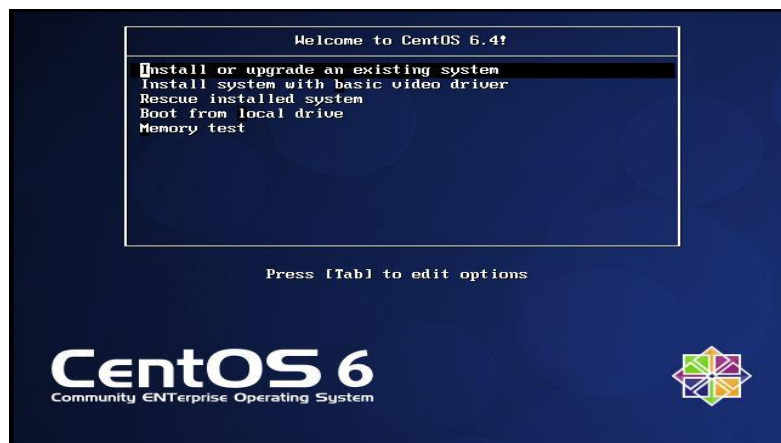 Welcome to CentOS 6.4!
Install or upgrade an existing system
Install system with basic video driver
Rescue installed system
Boot from local drive
Memory test
Press [Tab] to edit options
CentOS 6
Community ENTerprise Operating System